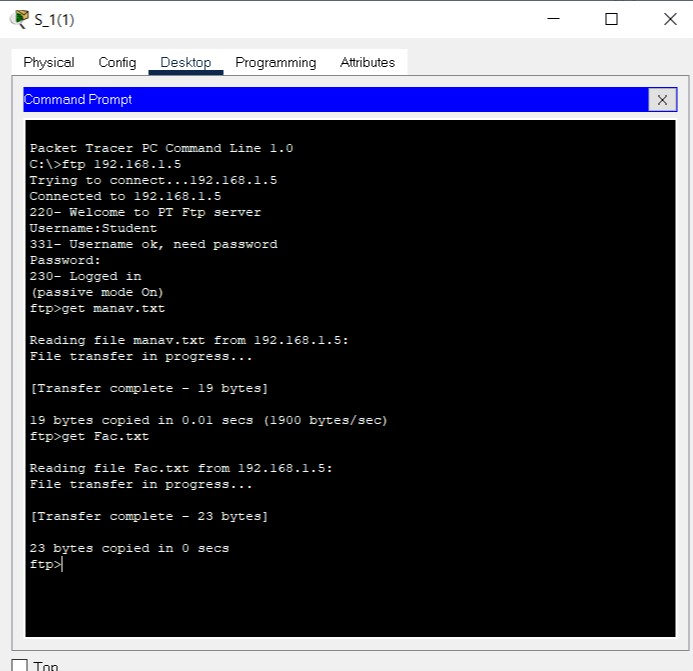 S_1(1)
Physical Config Desktop Programming Attributes
Command Prompt
X
Packet Tracer PC Command Line 1.0
C:\>ftp 192.168.1.5
Trying to connect...192.168.1.5
Connected to 192.168.1.5
220- Welcome to PT Ftp server
Username:Student
331- Username ok, need password
Password:
230- Logged in
(passive mode On)
ftp>get manav.txt
Reading file manav.txt from 192.168.1.5:
File transfer in progress...
[Transfer complete - 19 bytes]
19 bytes copied in 0.01 secs (1900 bytes/sec)
ftp>get Fac.txt
Reading file Fac.txt from 192.168.1.5:
File transfer in progress...
[Transfer complete - 23 bytes]
23 bytes copied in 0 secs
ftp>
Top